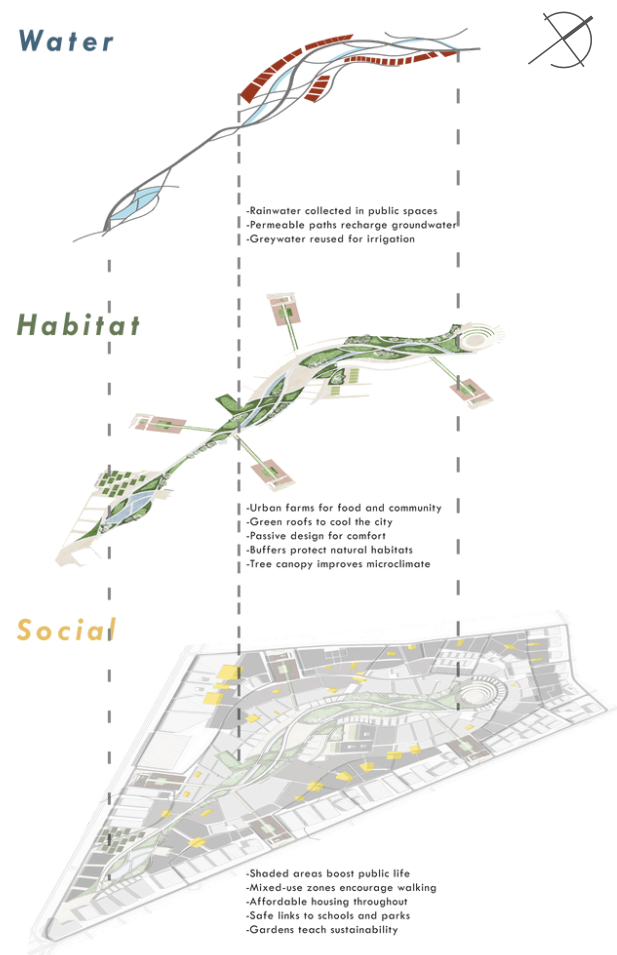 Water
-Rainwater collected in public spaces
-Permeable paths recharge groundwater
-Greywater reused for irrigation
Habitat
-Urban farms for food and community
-Green roofs to cool the city
-Passive design for comfort
-Buffers protect natural habitats
-Tree canopy improves microclimate
Social
-Shaded areas boost public life
-Mixed-use zones encourage walking
-Affordable housing throughout
-Safe links to schools and parks
-Gardens teach sustainability